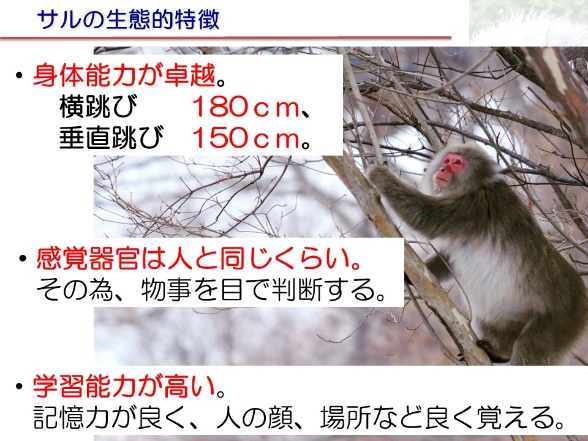 サルの生態的特徴
・身体能力が卓越。
横跳び　　180ｃｍ、
垂直跳び　150ｃｍ。
・感覚器官は人と同じくらい。
その為、物事を目で判断する。
・学習能力が高い。
記憶力が良く、人の顔、場所など良く覚える。